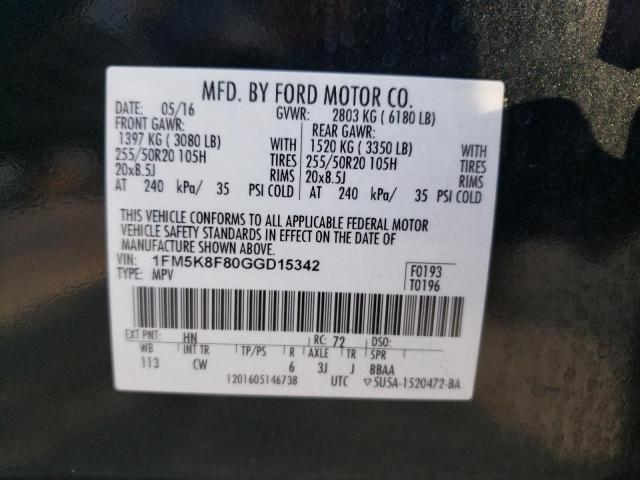 MFD. BY FORD MOTOR CO.
DATE: 05/16 GVWR: 2803 KG ( 6180 LB)
FRONT GAWR: REAR GAWR:
1397 KG ( 3080 LB) WITH 1520 KG ( 3350 LB) WITH
255/50R20 105H TIRES 255/50R20 105H TIRES
20x8.5J RIMS 20x8.5J RIMS
AT 240 kPa/ 35 PSI COLD AT 240 kPa/ 35 PSI COLD
THIS VEHICLE CONFORMS TO ALL APPLICABLE FEDERAL MOTOR
VEHICLE SAFETY STANDARDS IN EFFECT ON THE DATE OF
MANUFACTURE SHOWN ABOVE.
VIN: 1FM5K8F80GGD15342 F0193
TYPE: MPV T0196
EXT PNT: HN RC: 72 DSO:
WB INT TR TP/PS R AXLE TR SPR
113 CW 6 3J J BBAA
1201605146738 UTC ▽5U5A-1520472-BA